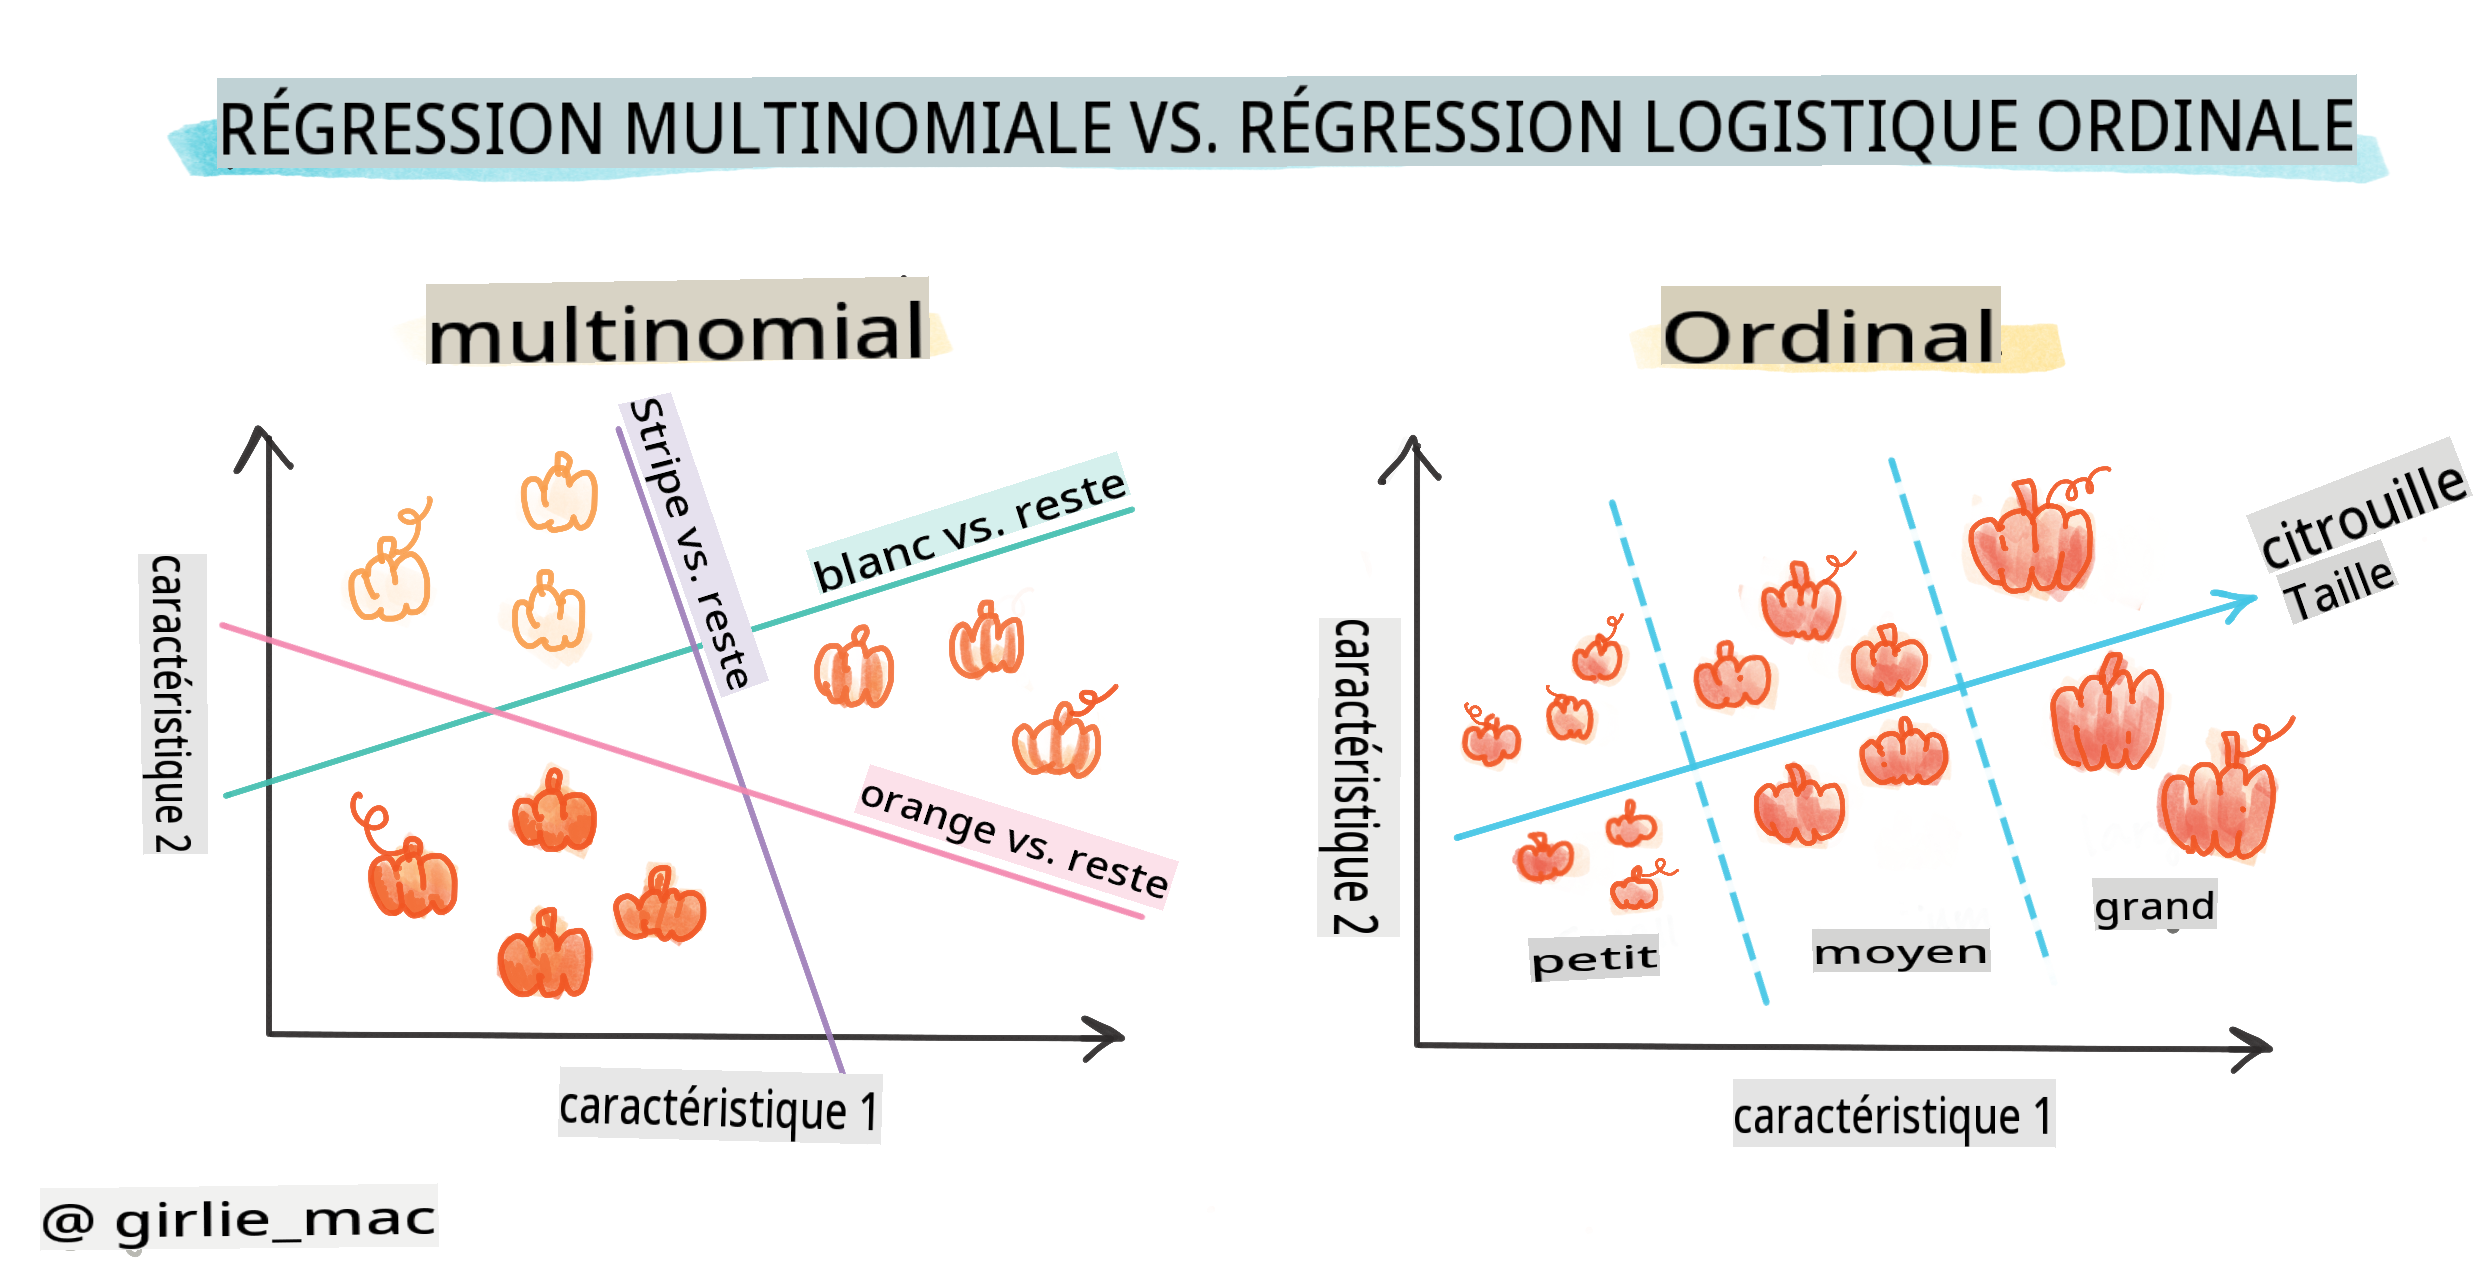 RÉGRESSION MULTINOMIALE VS. RÉGRESSION LOGISTIQUE ORDINALE
multinomial
Stripe vs. reste
blanc vs. reste
orange vs. reste
caractéristique 2
caractéristique 1
Ordinal
citrouille
Taille
caractéristique 2
petit
moyen
grand
caractéristique 1
@ girlie_mac